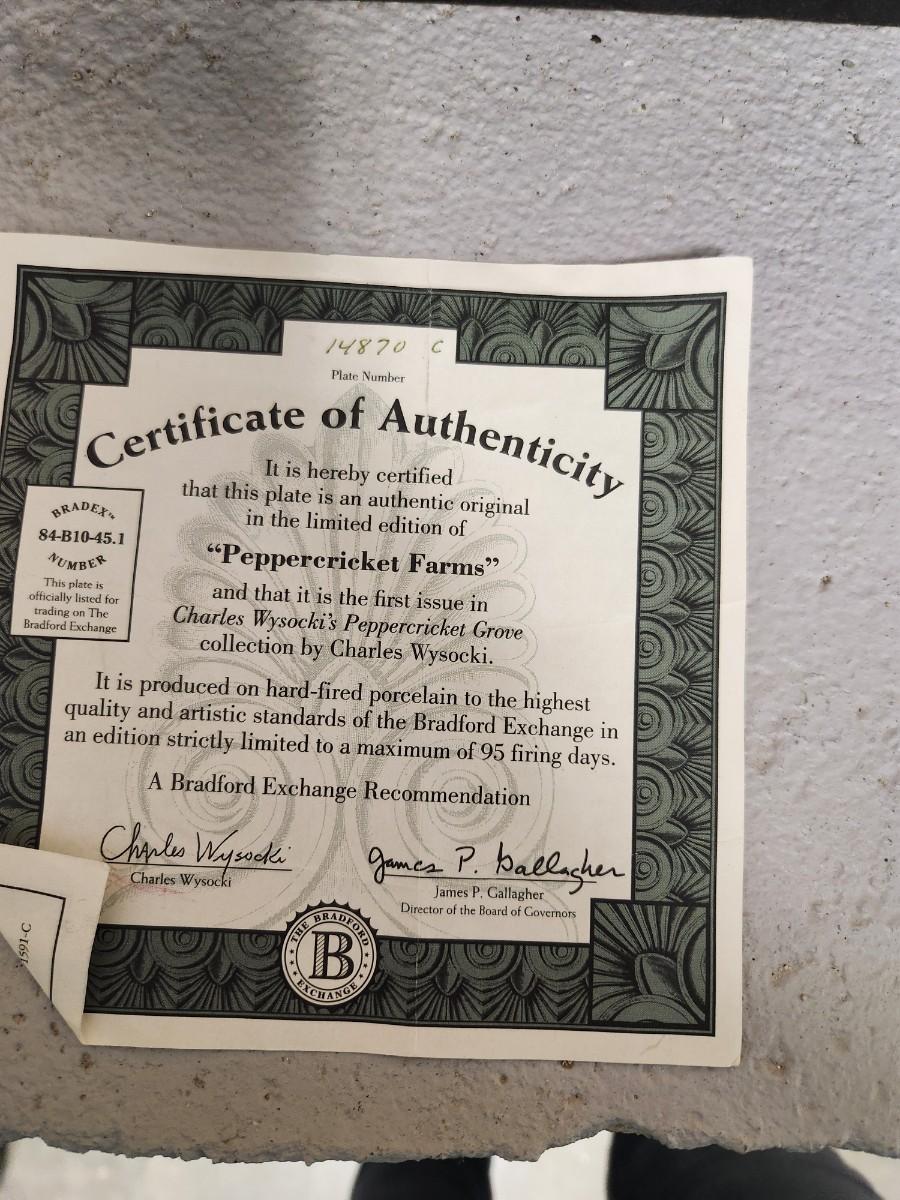 14870 C
Plate Number
Certificate of Authenticity
It is hereby certified
that this plate is an authentic original
in the limited edition of
“Peppercricket Farms”
and that it is the first issue in
Charles Wysocki's Peppercricket Grove
collection by Charles Wysocki.
BRADEX™
84-B10-45.1
NUMBER
This plate is
officially listed for
trading on The
Bradford Exchange
It is produced on hard-fired porcelain to the highest
quality and artistic standards of the Bradford Exchange in
an edition strictly limited to a maximum of 95 firing days.
A Bradford Exchange Recommendation
Charles Wysocki
Charles Wysocki
James P. Gallagher
James P. Gallagher
Director of the Board of Governors
THE BRADFORD
B
EXCHANGE
1591-C